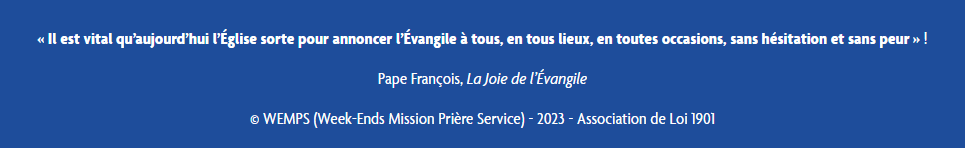 « Il est vital qu’aujourd’hui l’Église sorte pour annoncer l’Évangile à tous, en tous lieux, en toutes occasions, sans hésitation et sans peur » !
Pape François, La Joie de l’Évangile
© WEMPS (Week-Ends Mission Prière Service) - 2023 - Association de Loi 1901